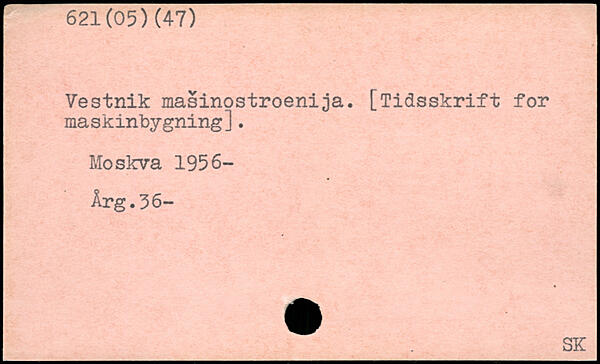 621(05)(47)
Vestnik mašinostroenija. [Tidsskrift for
maskinbygning].
Moskva 1956-
Årg.36-
SK